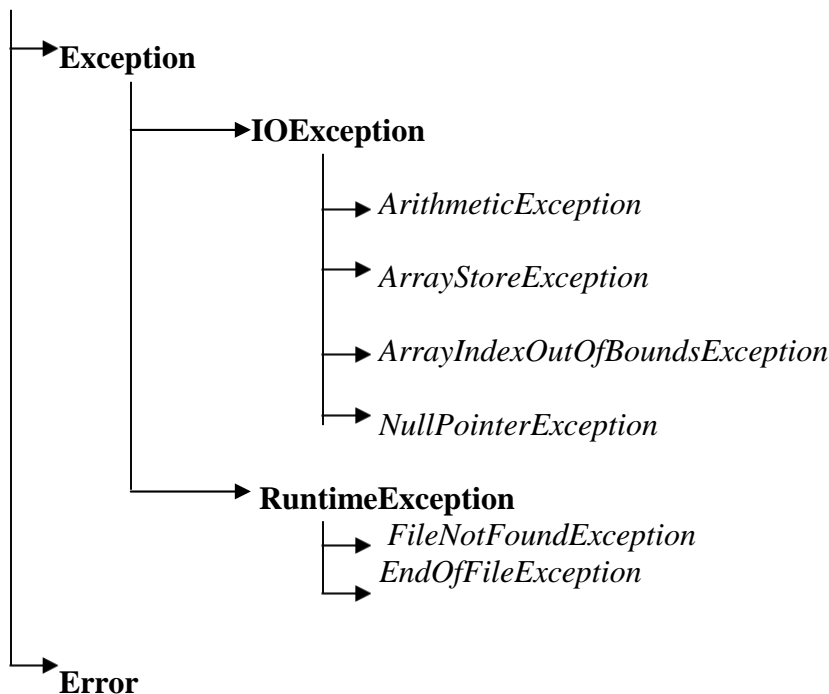 Exception
IOException
ArithmeticException
ArrayStoreException
ArrayIndexOutOfBoundsException
NullPointerException
RuntimeException
FileNotFoundException
EndOfFileException
Error